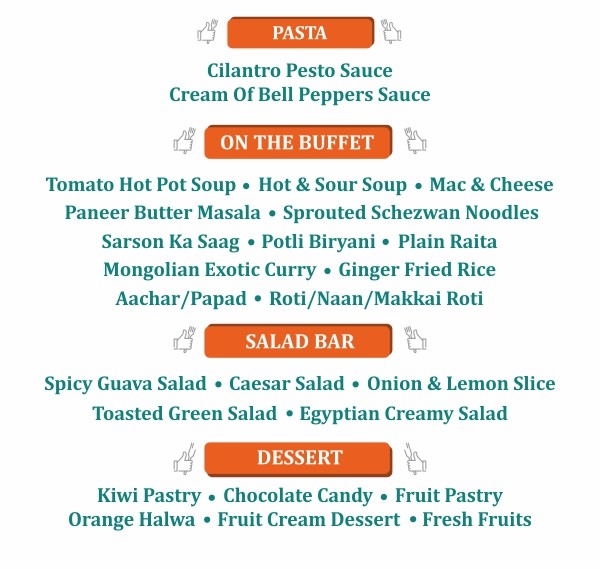 PASTA
Cilantro Pesto Sauce
Cream Of Bell Peppers Sauce
ON THE BUFFET
Tomato Hot Pot Soup • Hot & Sour Soup • Mac & Cheese
Paneer Butter Masala • Sprouted Schezwan Noodles
Sarson Ka Saag • Potli Biryani • Plain Raita
Mongolian Exotic Curry • Ginger Fried Rice
Aachar/Papad • Roti/Naan/Makkai Roti
SALAD BAR
Spicy Guava Salad • Caesar Salad • Onion & Lemon Slice
Toasted Green Salad • Egyptian Creamy Salad
DESSERT
Kiwi Pastry • Chocolate Candy • Fruit Pastry
Orange Halwa • Fruit Cream Dessert • Fresh Fruits